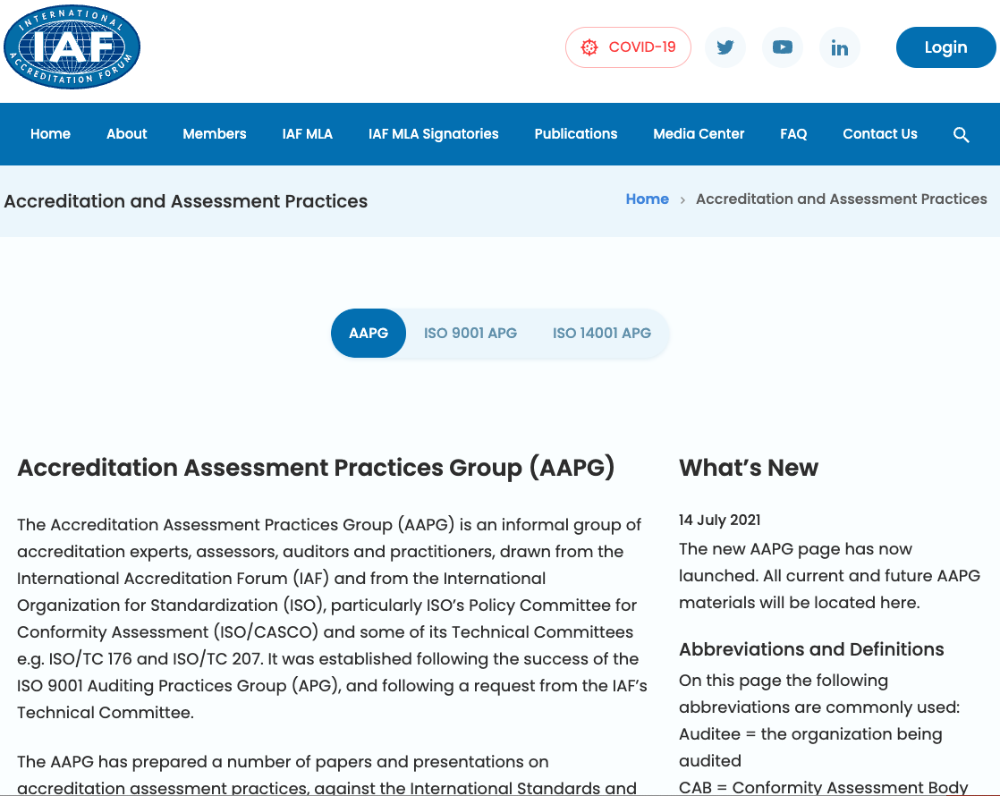 INTERNATIONAL
IAF
ACCREDITATION FORUM
COVID-19
Login
Home
About
Members
IAF MLA
IAF MLA Signatories
Publications
Media Center
FAQ
Contact Us
Accreditation and Assessment Practices
Home > Accreditation and Assessment Practices
AAPG
ISO 9001 APG
ISO 14001 APG
Accreditation Assessment Practices Group (AAPG)
The Accreditation Assessment Practices Group (AAPG) is an informal group of
accreditation experts, assessors, auditors and practitioners, drawn from the
International Accreditation Forum (IAF) and from the International
Organization for Standardization (ISO), particularly ISO’s Policy Committee for
Conformity Assessment (ISO/CASCO) and some of its Technical Committees
e.g. ISO/TC 176 and ISO/TC 207. It was established following the success of the
ISO 9001 Auditing Practices Group (APG), and following a request from the IAF’s
Technical Committee.
The AAPG has prepared a number of papers and presentations on
accreditation assessment practices, against the International Standards and
What’s New
14 July 2021
The new AAPG page has now
launched. All current and future AAPG
materials will be located here.
Abbreviations and Definitions
On this page the following
abbreviations are commonly used:
Auditee = the organization being
audited
CAB = Conformity Assessment Body